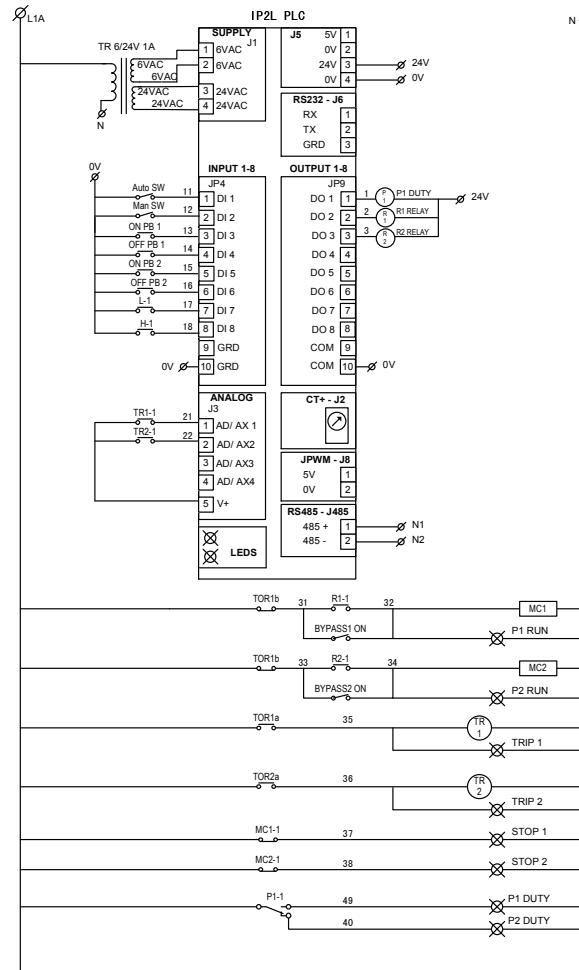 L1A
IP2L PLC
N
SUPPLY
J1
J5
TR 6/24V 1A
6VAC
6VAC
24VAC
24VAC
N
1 6VAC
2 6VAC
3 24VAC
4 24VAC
5V 1
0V 2
24V 3 24V
0V 4 0V
RS232 - J6
RX 1
TX 2
GRD 3
0V
INPUT 1-8
OUTPUT 1-8
JP4
JP9
Auto SW 11 1 DI 1
Man SW 12 2 DI 2
ON PB 1 13 3 DI 3
OFF PB 1 14 4 DI 4
ON PB 2 15 5 DI 5
OFF PB 2 16 6 DI 6
L-1 17 7 DI 7
H-1 18 8 DI 8
9 GRD
0V 10 GRD
DO 1 1 1 P 1 P1 DUTY 24V
DO 2 2 2 R 1 R1 RELAY
DO 3 3 3 R 2 R2 RELAY
DO 4 4
DO 5 5
DO 6 6
DO 7 7
DO 8 8
COM 9
COM 10 0V
ANALOG
J3
TR1-1 21 1 AD/ AX 1
TR2-1 22 2 AD/ AX2
3 AD/ AX3
4 AD/ AX4
5 V+
CT+ - J2
JPWM - J8
5V 1
0V 2
RS485 - J485
485 + 1 N1
485 - 2 N2
LEDS
TOR1b 31 R1-1 32 MC1
BYPASS1 ON P1 RUN
TOR1b 33 R2-1 34 MC2
BYPASS2 ON P2 RUN
TOR1a 35 TR 1
TRIP 1
TOR2a 36 TR 2
TRIP 2
MC1-1 37 STOP 1
MC2-1 38 STOP 2
P1-1 49 P1 DUTY
40 P2 DUTY